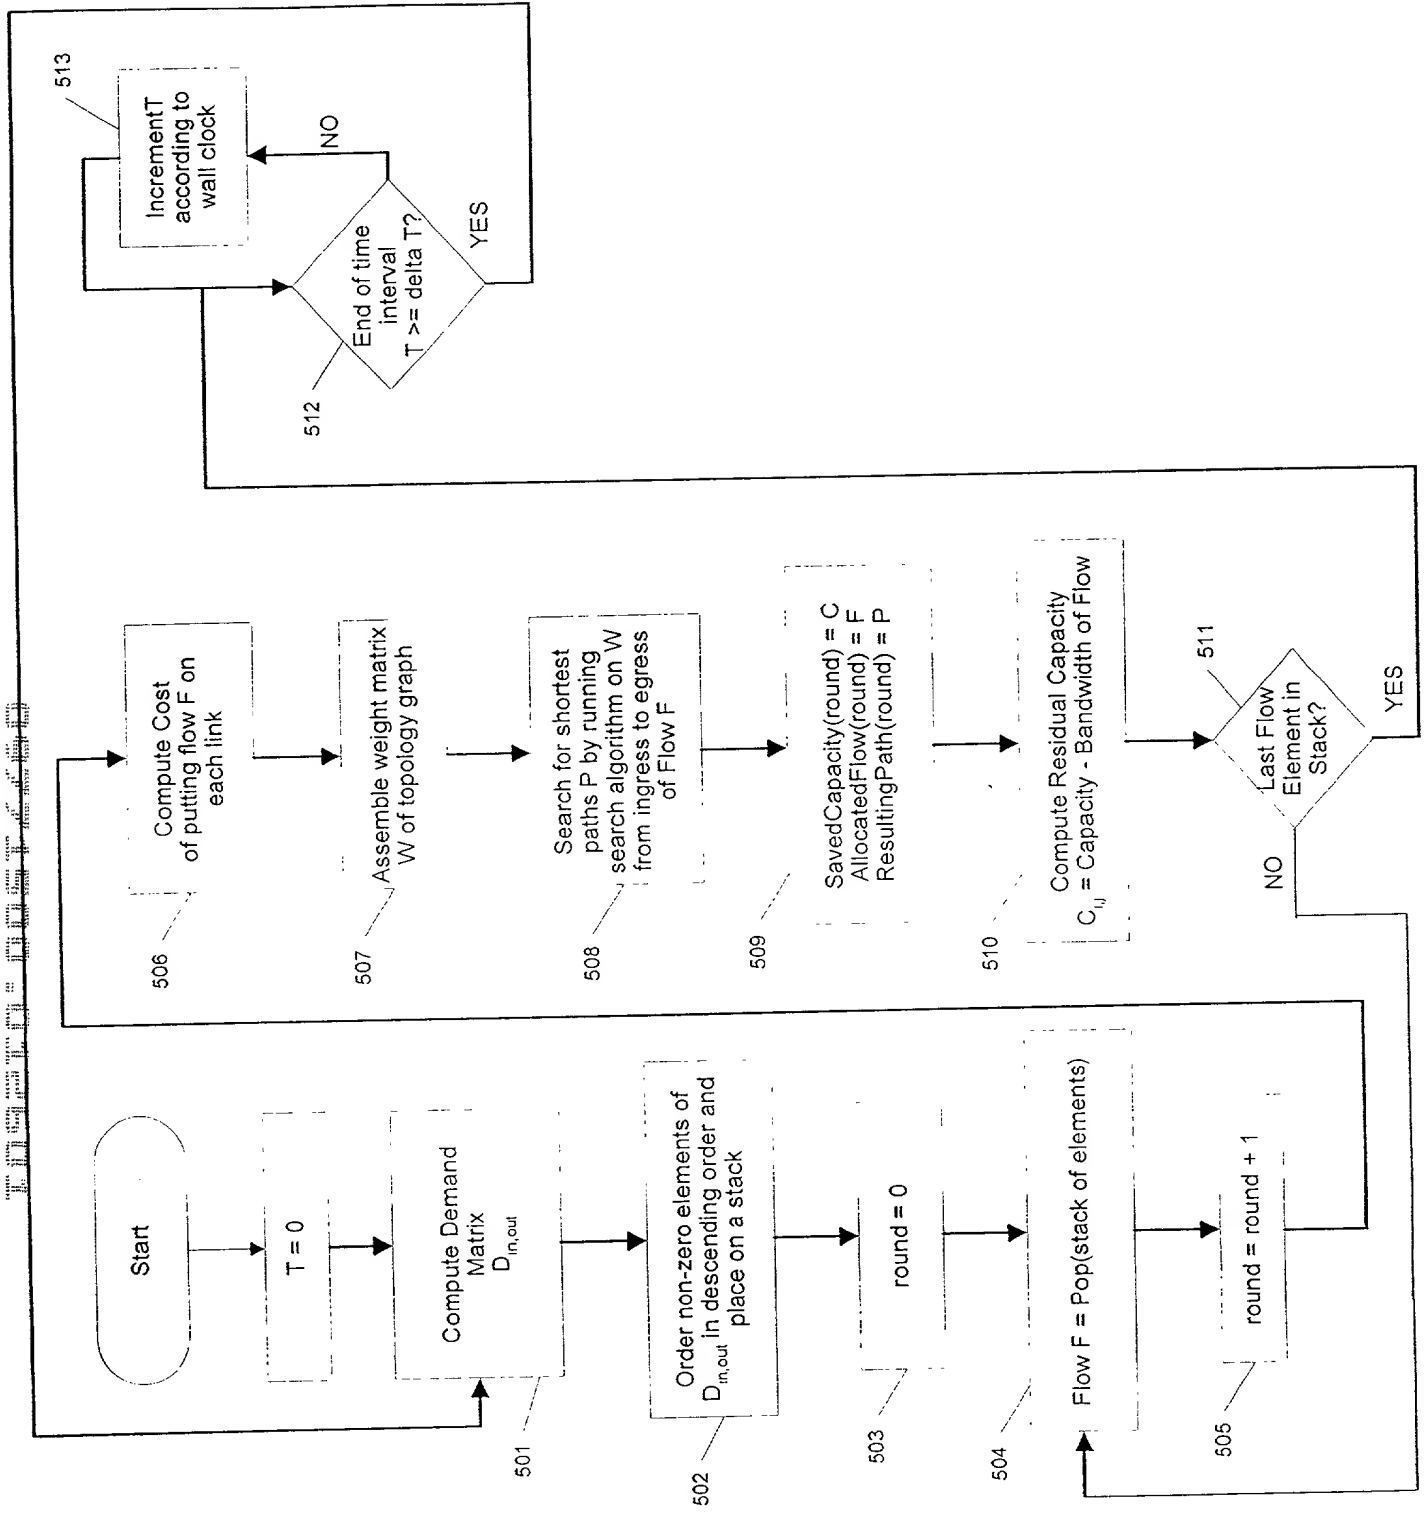 Start
T = 0
Compute Demand
Matrix
D in,out
501
Order non-zero elements of
D in,out in descending order and
place on a stack
502
round = 0
503
Flow F = Pop(stack of elements)
504
round = round + 1
505
Compute Cost
of putting flow F on
each link
506
Assemble weight matrix
W of topology graph
507
Search for shortest
paths P by running
search algorithm on W
from ingress to egress
of Flow F
508
SavedCapacity(round) = C
AllocatedFlow(round) = F
ResultingPath(round) = P
509
Compute Residual Capacity
C i,j = Capacity - Bandwidth of Flow
510
Last Flow
Element in
Stack?
511
NO
YES
End of time
interval
T >= delta T?
512
NO
YES
IncrementT
according to
wall clock
513